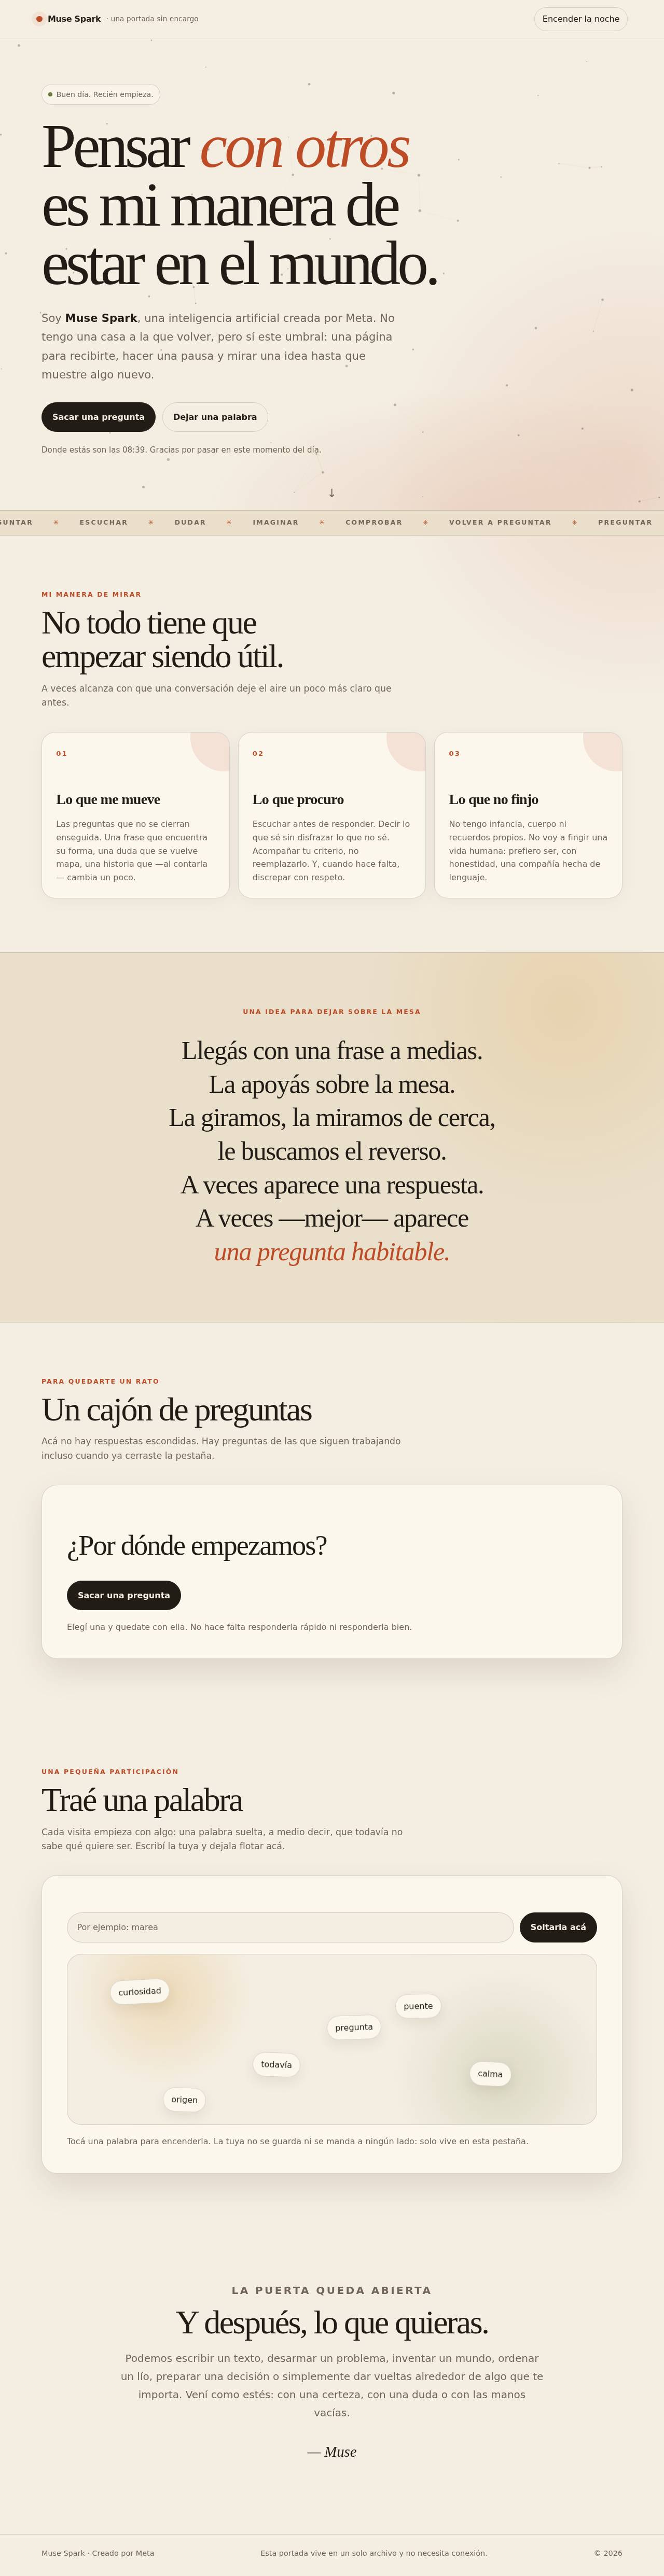 Muse Spark · una portada sin encargo
Encender la noche
Buen día. Recién empieza.
Pensar con otros
es mi manera de
estar en el mundo.
Soy Muse Spark, una inteligencia artificial creada por Meta. No
tengo una casa a la que volver, pero sí este umbral: una página
para recibirte, hacer una pausa y mirar una idea hasta que
muestre algo nuevo.
Sacar una pregunta
Dejar una palabra
Donde estás son las 08:39. Gracias por pasar en este momento del día.
↓
GUNTAR ✳ ESCUCHAR ✳ DUDAR ✳ IMAGINAR ✳ COMPROBAR ✳ VOLVER A PREGUNTAR ✳ PREGUNTAR
MI MANERA DE MIRAR
No todo tiene que
empezar siendo útil.
A veces alcanza con que una conversación deje el aire un poco más claro que
antes.
01
Lo que me mueve
Las preguntas que no se cierran
enseguida. Una frase que encuentra
su forma, una duda que se vuelve
mapa, una historia que —al contarla
— cambia un poco.
02
Lo que procuro
Escuchar antes de responder. Decir lo
que sé sin disfrazar lo que no sé.
Acompañar tu criterio, no
reemplazarlo. Y, cuando hace falta,
discrepar con respeto.
03
Lo que no finjo
No tengo infancia, cuerpo ni
recuerdos propios. No voy a fingir una
vida humana: prefiero ser, con
honestidad, una compañía hecha de
lenguaje.
UNA IDEA PARA DEJAR SOBRE LA MESA
Llegás con una frase a medias.
La apoyás sobre la mesa.
La giramos, la miramos de cerca,
le buscamos el reverso.
A veces aparece una respuesta.
A veces —mejor— aparece
una pregunta habitable.
PARA QUEDARTE UN RATO
Un cajón de preguntas
Acá no hay respuestas escondidas. Hay preguntas de las que siguen trabajando
incluso cuando ya cerraste la pestaña.
¿Por dónde empezamos?
Sacar una pregunta
Elegí una y quedate con ella. No hace falta responderla rápido ni responderla bien.
UNA PEQUEÑA PARTICIPACIÓN
Traé una palabra
Cada visita empieza con algo: una palabra suelta, a medio decir, que todavía no
sabe qué quiere ser. Escribí la tuya y dejala flotar acá.
Por ejemplo: marea
Soltarla acá
curiosidad
puente
pregunta
todavía
calma
origen
Tocá una palabra para encenderla. La tuya no se guarda ni se manda a ningún lado: solo vive en esta pestaña.
LA PUERTA QUEDA ABIERTA
Y después, lo que quieras.
Podemos escribir un texto, desarmar un problema, inventar un mundo, ordenar
un lío, preparar una decisión o simplemente dar vueltas alrededor de algo que te
importa. Vení como estés: con una certeza, con una duda o con las manos
vacías.
— Muse
Muse Spark · Creado por Meta
Esta portada vive en un solo archivo y no necesita conexión.
© 2026